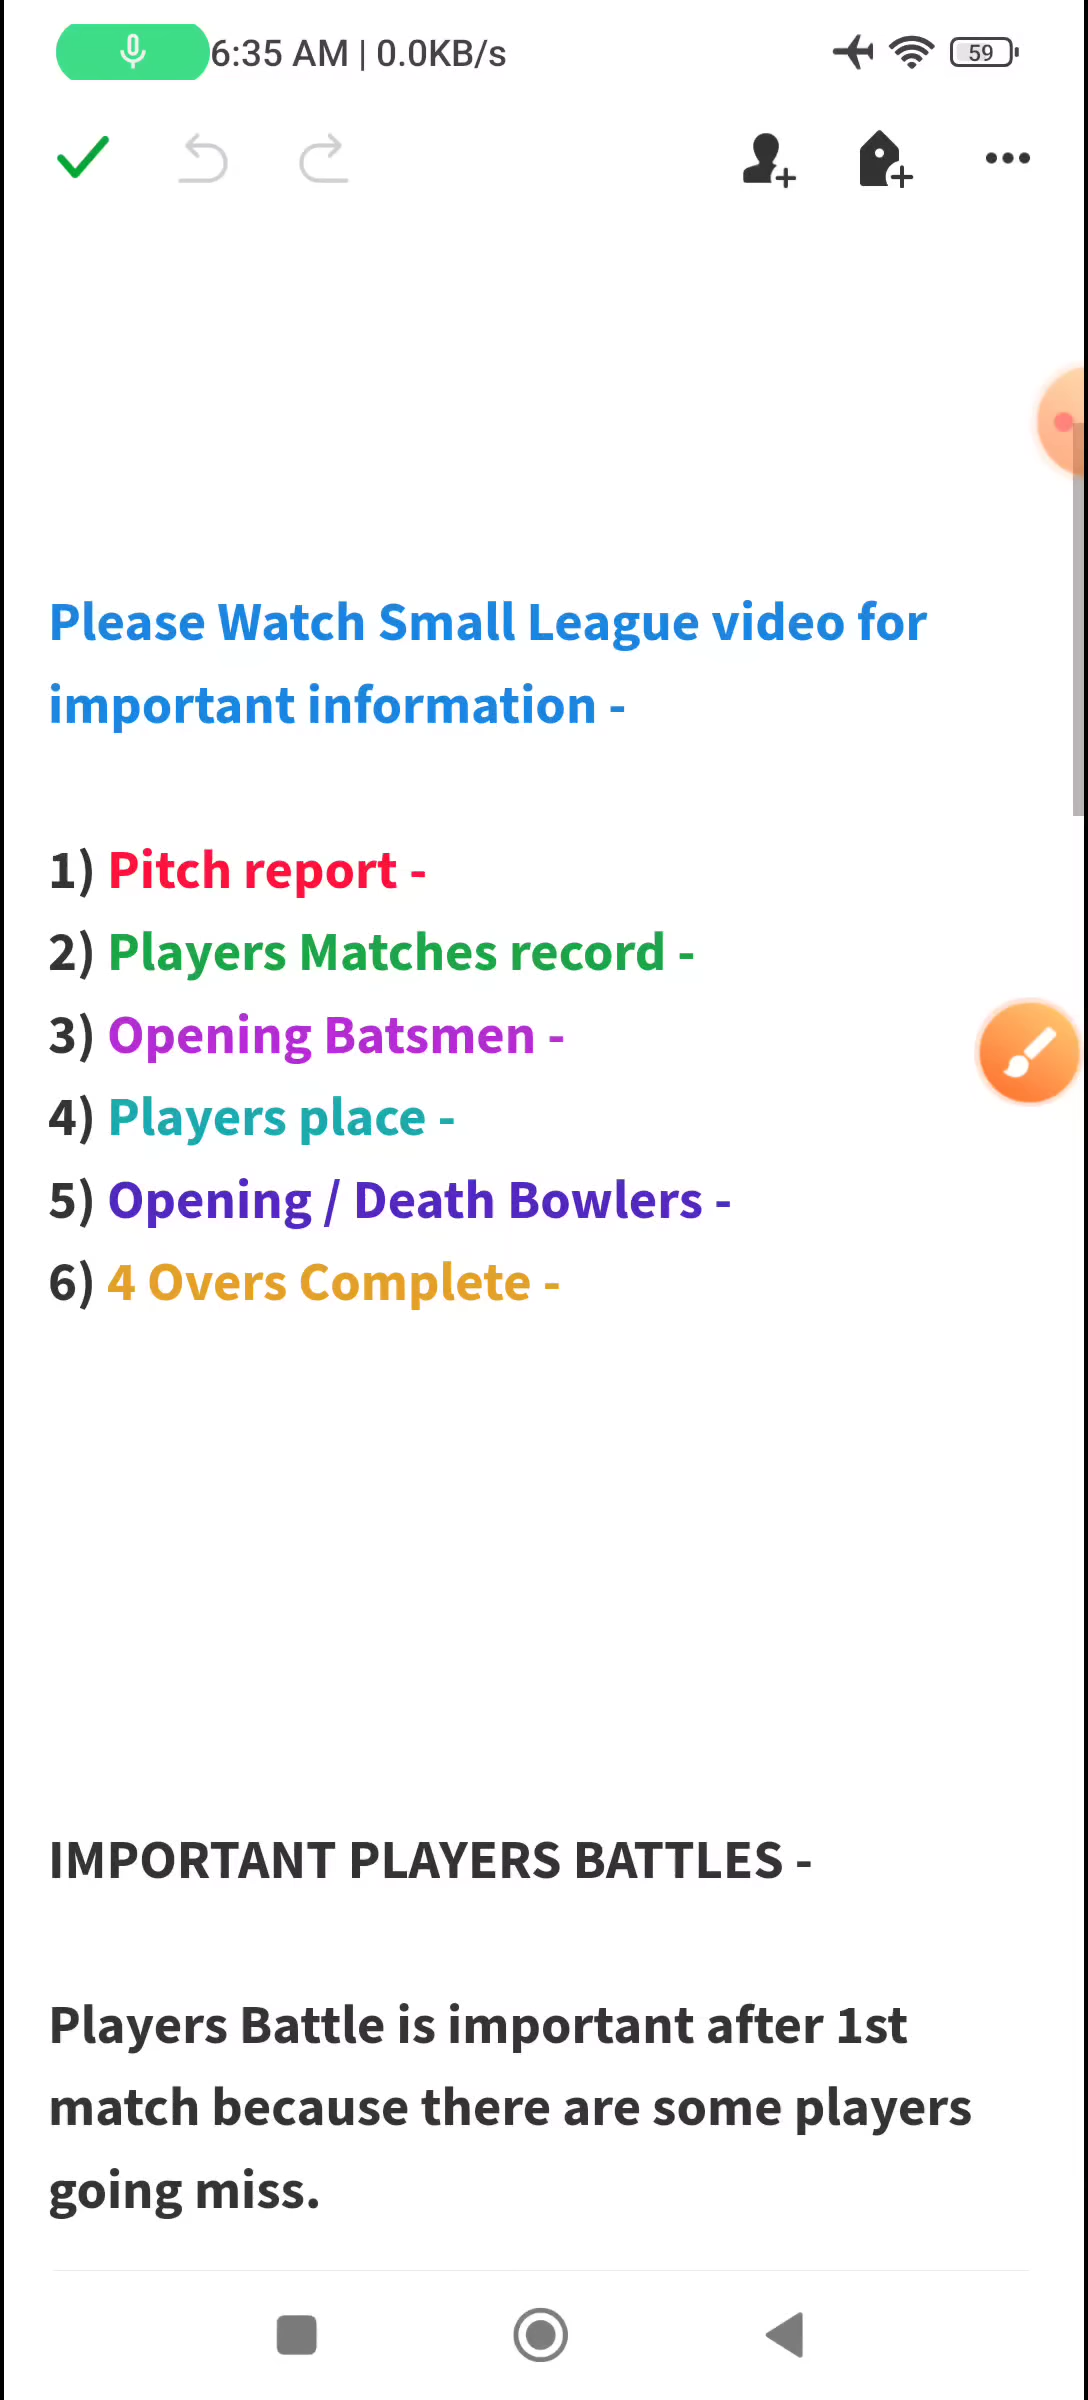 6:35 AM | 0.0KB/s
59
Please Watch Small League video for
important information -
1) Pitch report -
2) Players Matches record -
3) Opening Batsmen -
4) Players place -
5) Opening / Death Bowlers -
6) 4 Overs Complete -
IMPORTANT PLAYERS BATTLES -
Players Battle is important after 1st
match because there are some players
going miss.